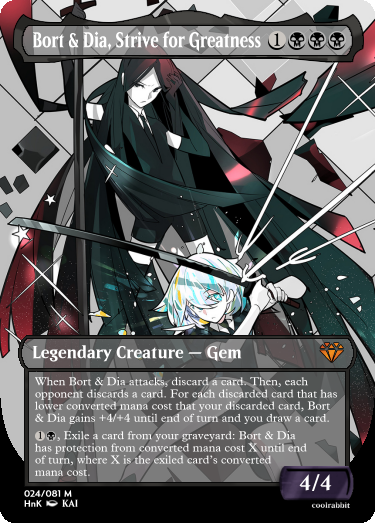 Bort & Dia, Strive for Greatness 1
Legendary Creature — Gem
When Bort & Dia attacks, discard a card. Then, each
opponent discards a card. For each discarded card that has
lower converted mana cost that your discarded card, Bort
& Dia gains +4/+4 until end of turn and you draw a card.
1, Exile a card from your graveyard: Bort & Dia
has protection from converted mana cost X until end
of turn, where X is the exiled card's converted
mana cost.
4/4
024/081 M
HnK KAI
coolrabbit